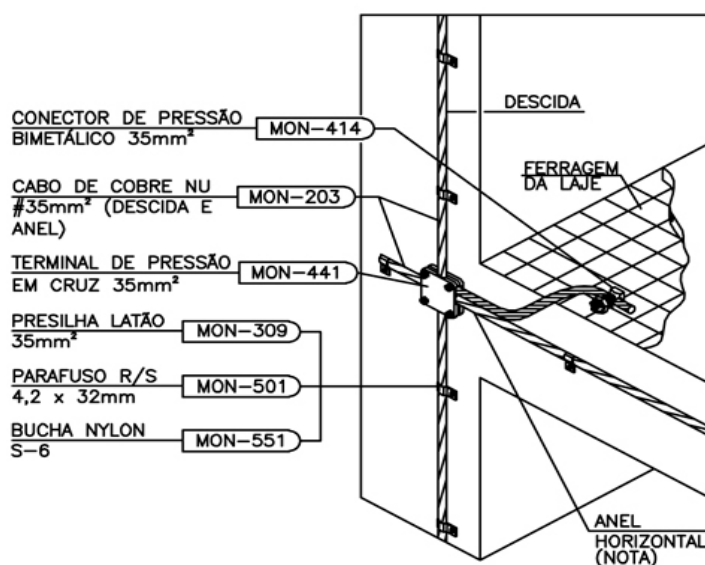 DESCIDA
CONECTOR DE PRESSÃO
BIMETÁLICO 35mm²
MON-414
FERRAGEM
DA LAJE
CABO DE COBRE NU
#35mm² (DESCIDA E
ANEL)
MON-203
TERMINAL DE PRESSÃO
EM CRUZ 35mm²
MON-441
PRESILHA LATÃO
35mm²
MON-309
PARAFUSO R/S
4,2 x 32mm
MON-501
BUCHA NYLON
S-6
MON-551
ANEL
HORIZONTAL
(NOTA)